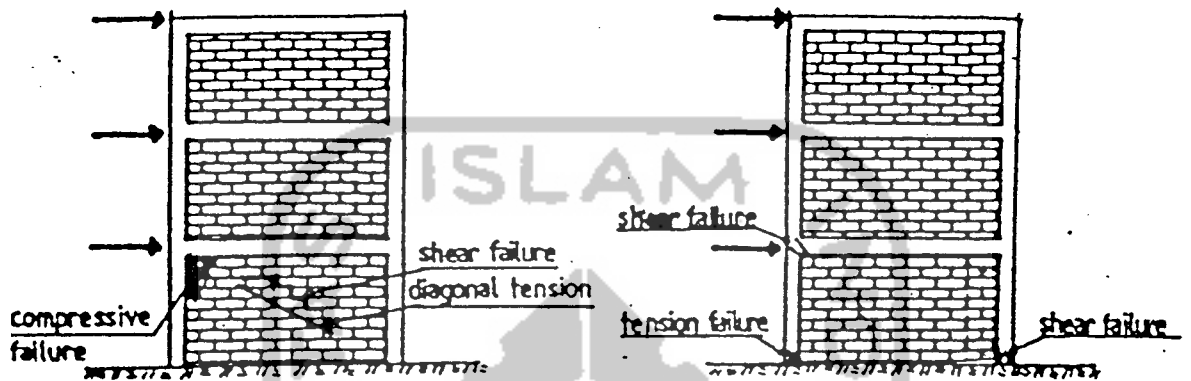 ISLAM
shear failure
diagonal tension
compressive
failure
shear failure
tension failure
shear failure